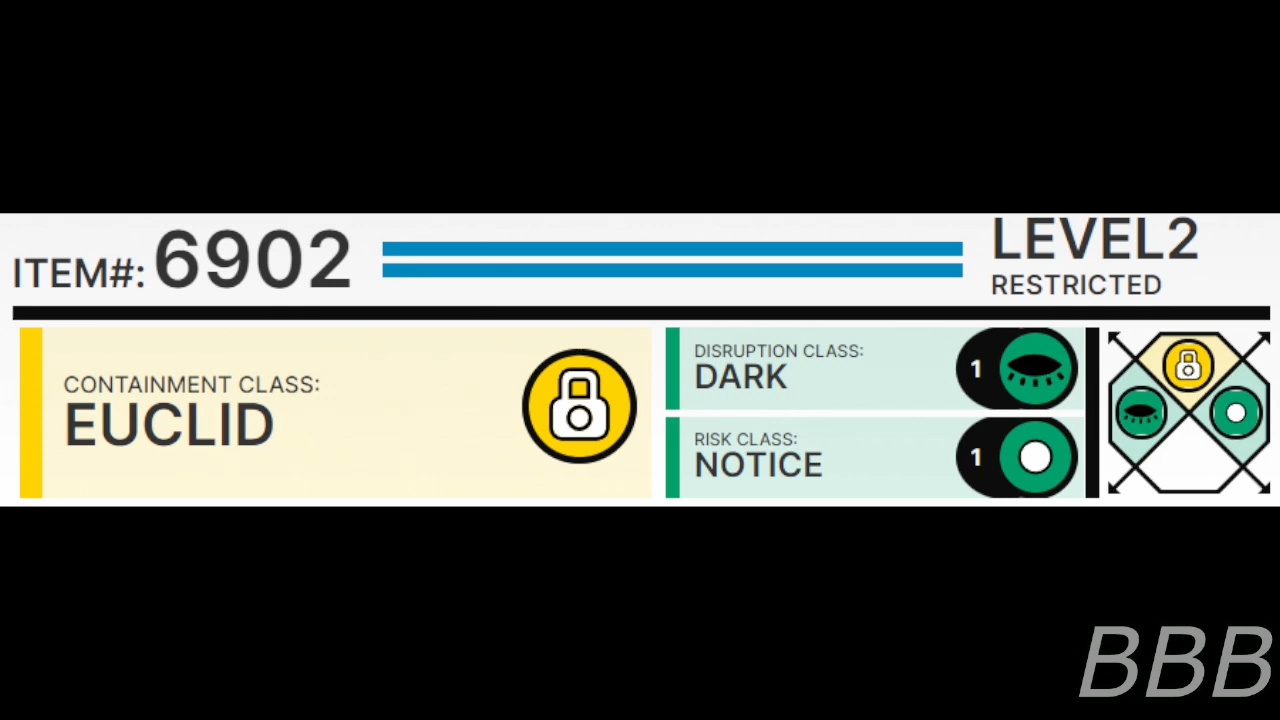 ITEM#: 6902
LEVEL2
RESTRICTED
CONTAINMENT CLASS:
EUCLID
DISRUPTION CLASS:
DARK
1
RISK CLASS:
NOTICE
1
BBB